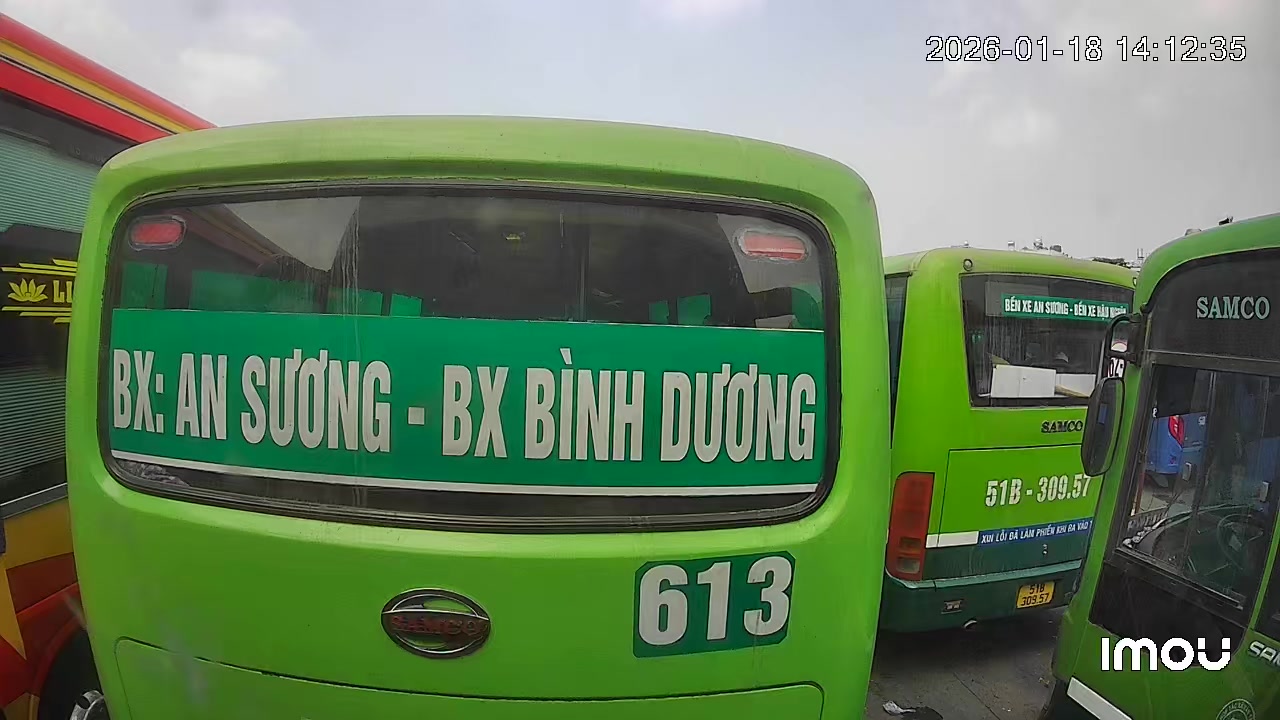 2026-01-18 14:12:35
BX: AN SƯƠNG - BX BÌNH DƯƠNG
613
SAMCO
BẾN XE AN SƯƠNG - BẾN XE HẬU
SAMCO
51B - 309.57
XIN LỖI ĐÃ LÀM PHIỀN KHI ĐA VÀO
51B
309.57
SAMCO
imou